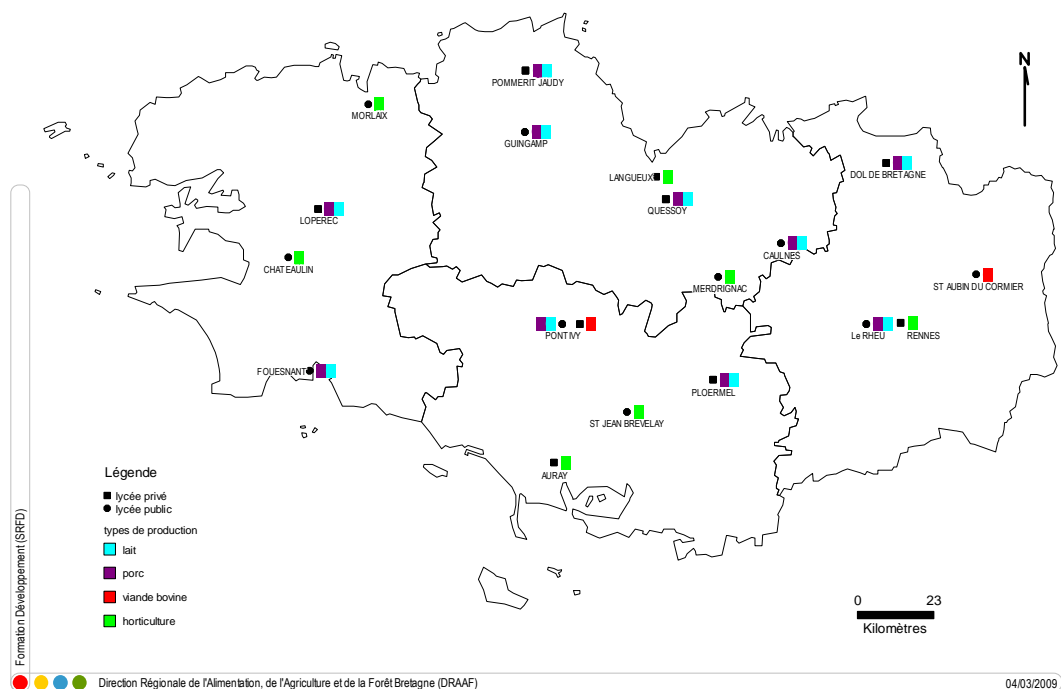 N
POMMERIT JAUDY
MORLAIX
GUINGAMP
DOL DE BRETAGNE
LANGUEUX
QUESSOY
LOPEREC
CAULNES
CHATEAULIN
MERDRIGNAC
ST AUBIN DU CORMIER
PONTIVY
Le RHEU
RENNES
FOUESNANT
PLOERMEL
ST JEAN BREVELAY
AURAY
Légende
lycée privé
lycée public
types de production
lait
porc
viande bovine
horticulture
0 23
Kilomètres
Formation Développement (SRFD)
Direction Régionale de l'Alimentation, de l'Agriculture et de la Forêt Bretagne (DRAAF)
04/03/2009